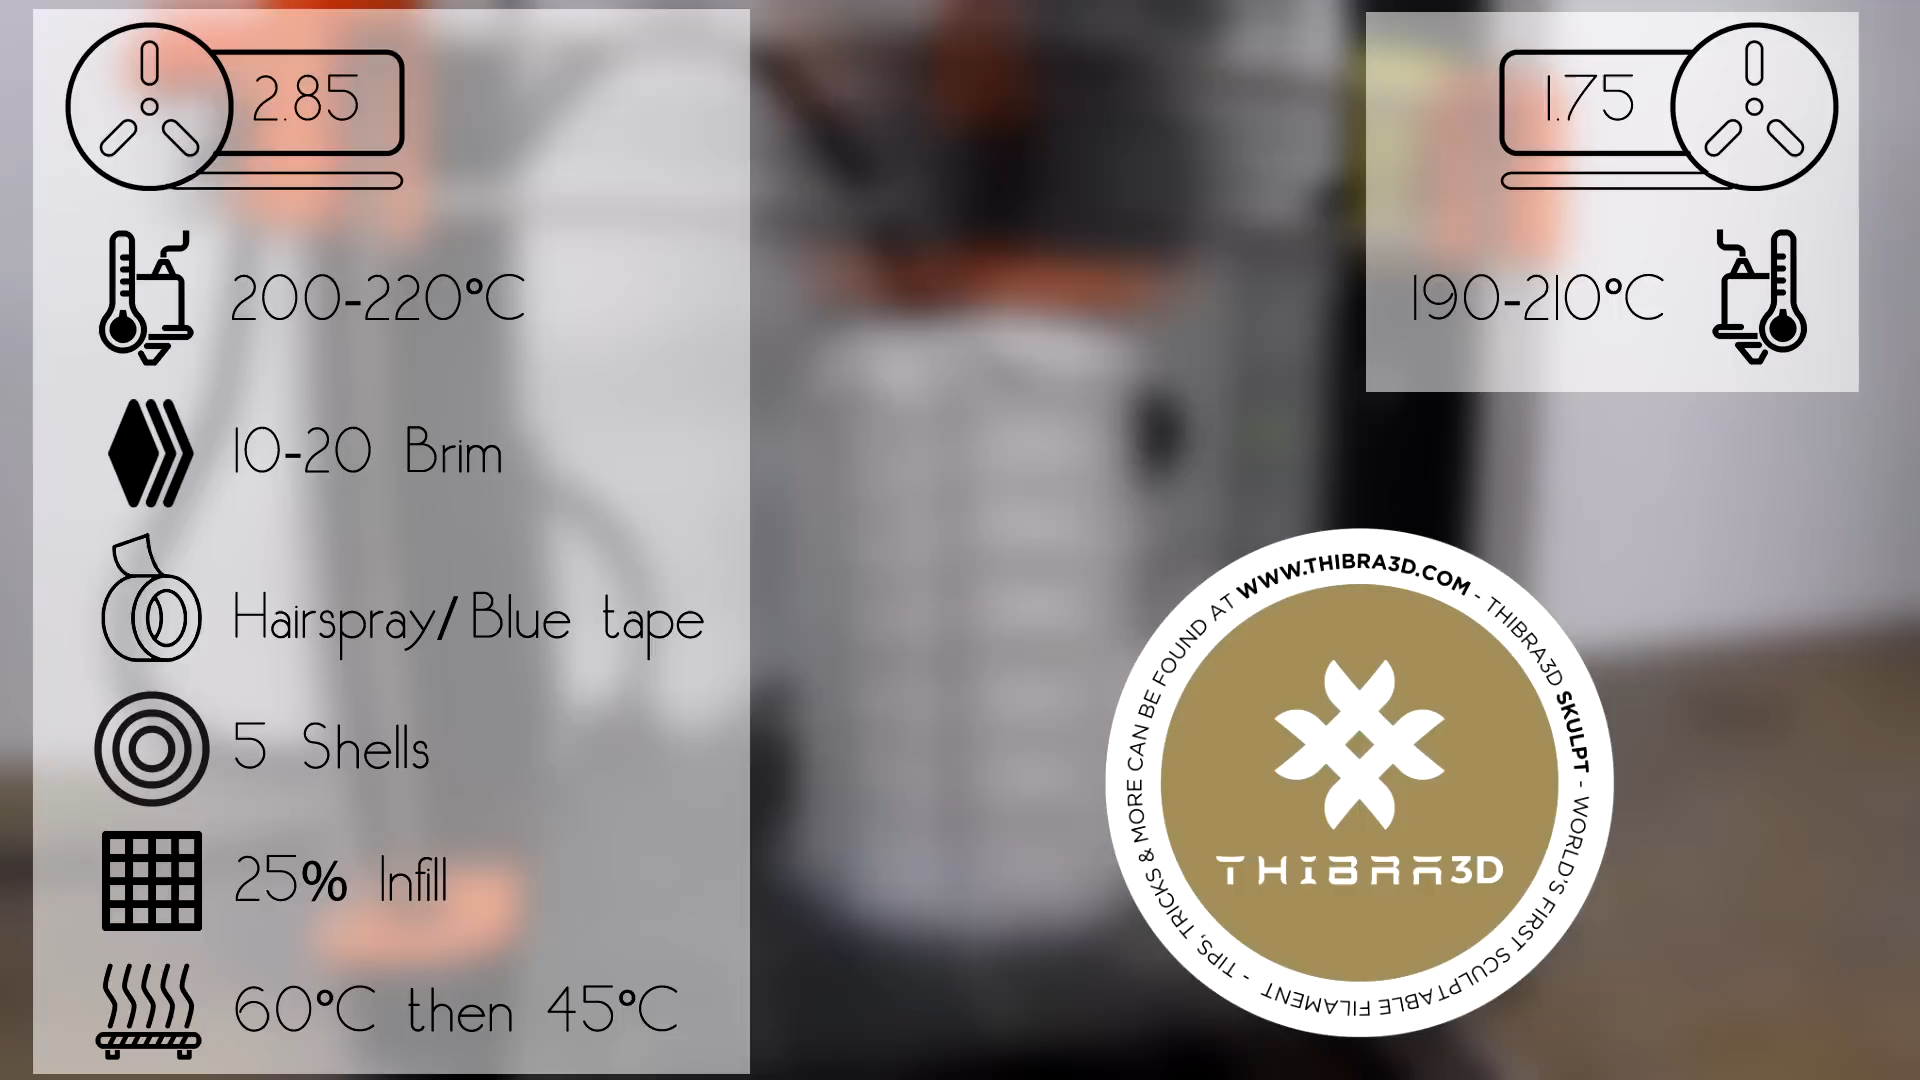 2.85
200-220°C
10-20 Brim
Hairspray/Blue tape
5 Shells
25% Infill
60°C then 45°C
1.75
190-210°C
TIPS, TRICKS & MORE CAN BE FOUND AT WWW.THIBRA3D.COM - THIBRA3D SKULPT - WORLD'S FIRST SCULPTABLE FILAMENT -
THIBRA3D